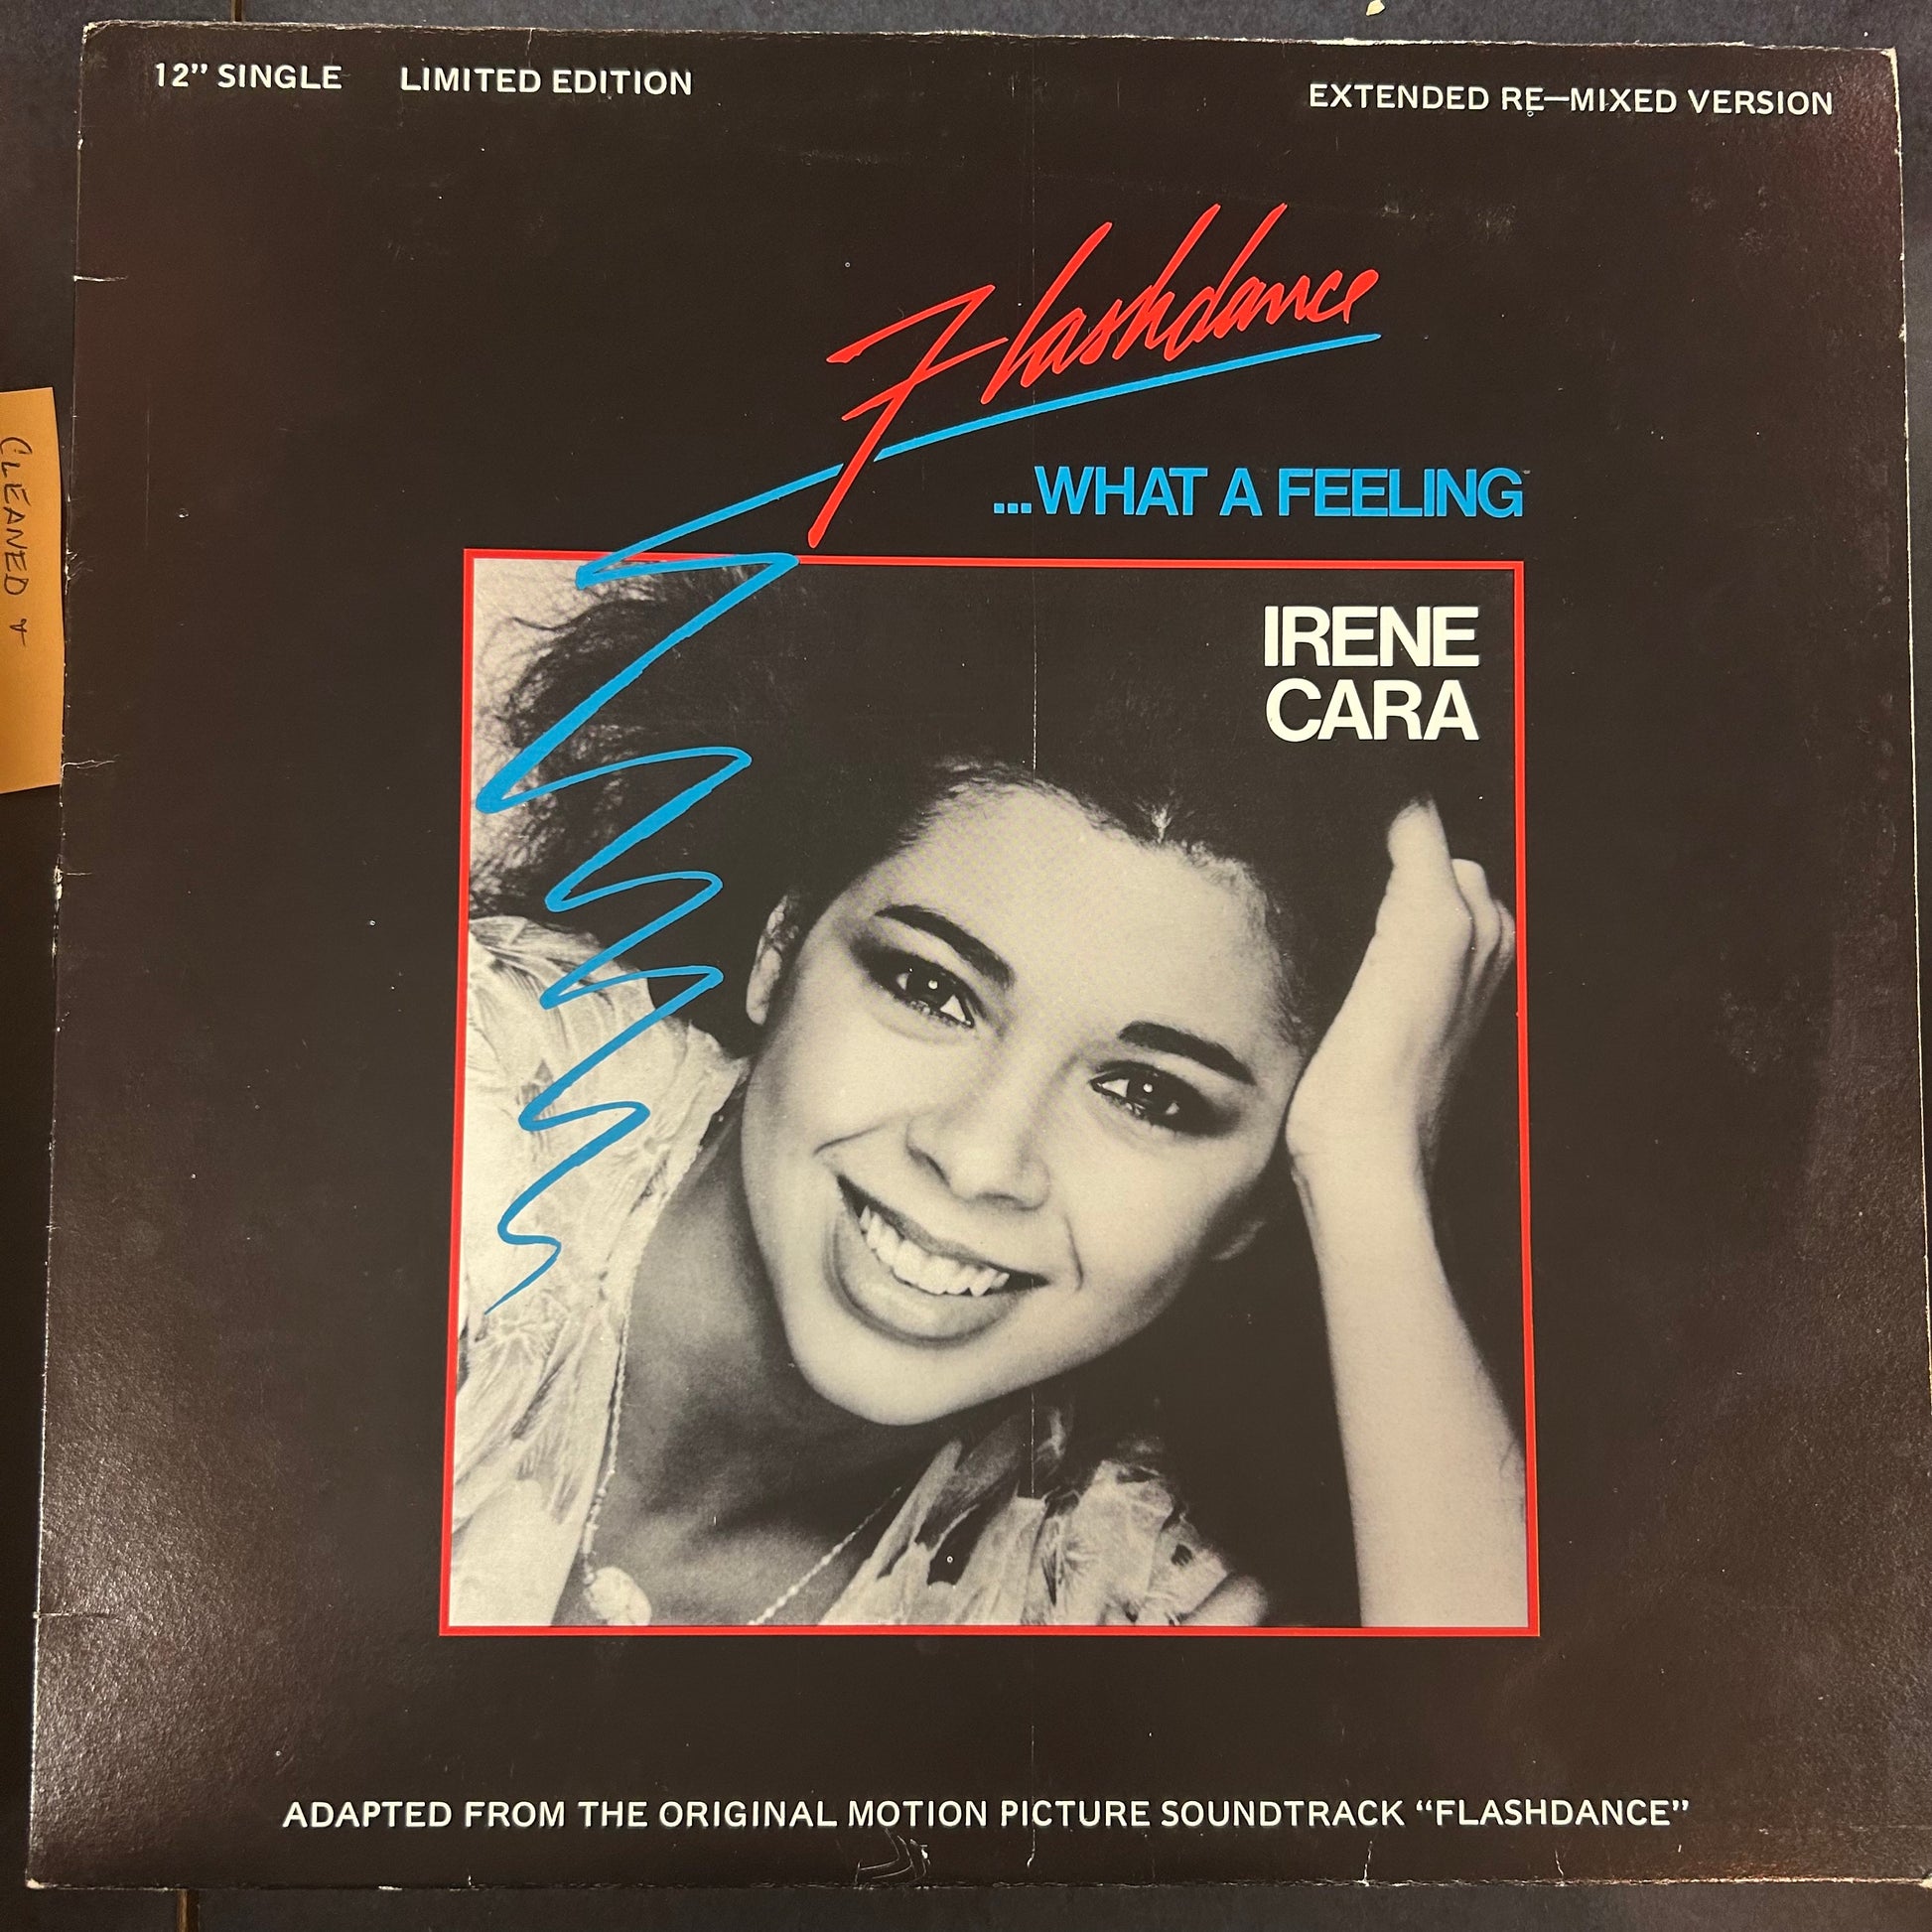 12” SINGLE LIMITED EDITION
EXTENDED RE—MIXED VERSION
Flashdance
...WHAT A FEELING
IRENE
CARA
CLEANED &
ADAPTED FROM THE ORIGINAL MOTION PICTURE SOUNDTRACK “FLASHDANCE”